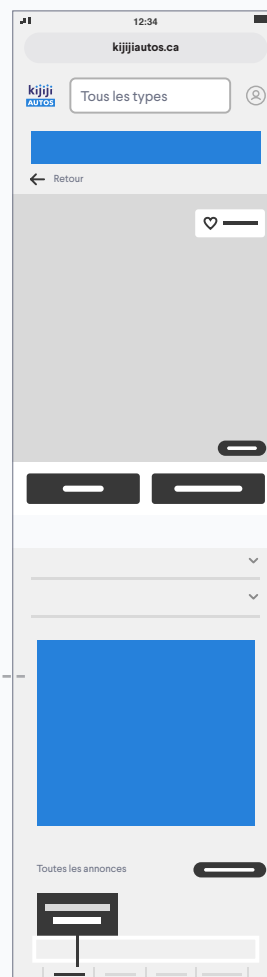 12:34
kijijiautos.ca
kijiji
AUTOS
Tous les types
Retour
Toutes les annonces